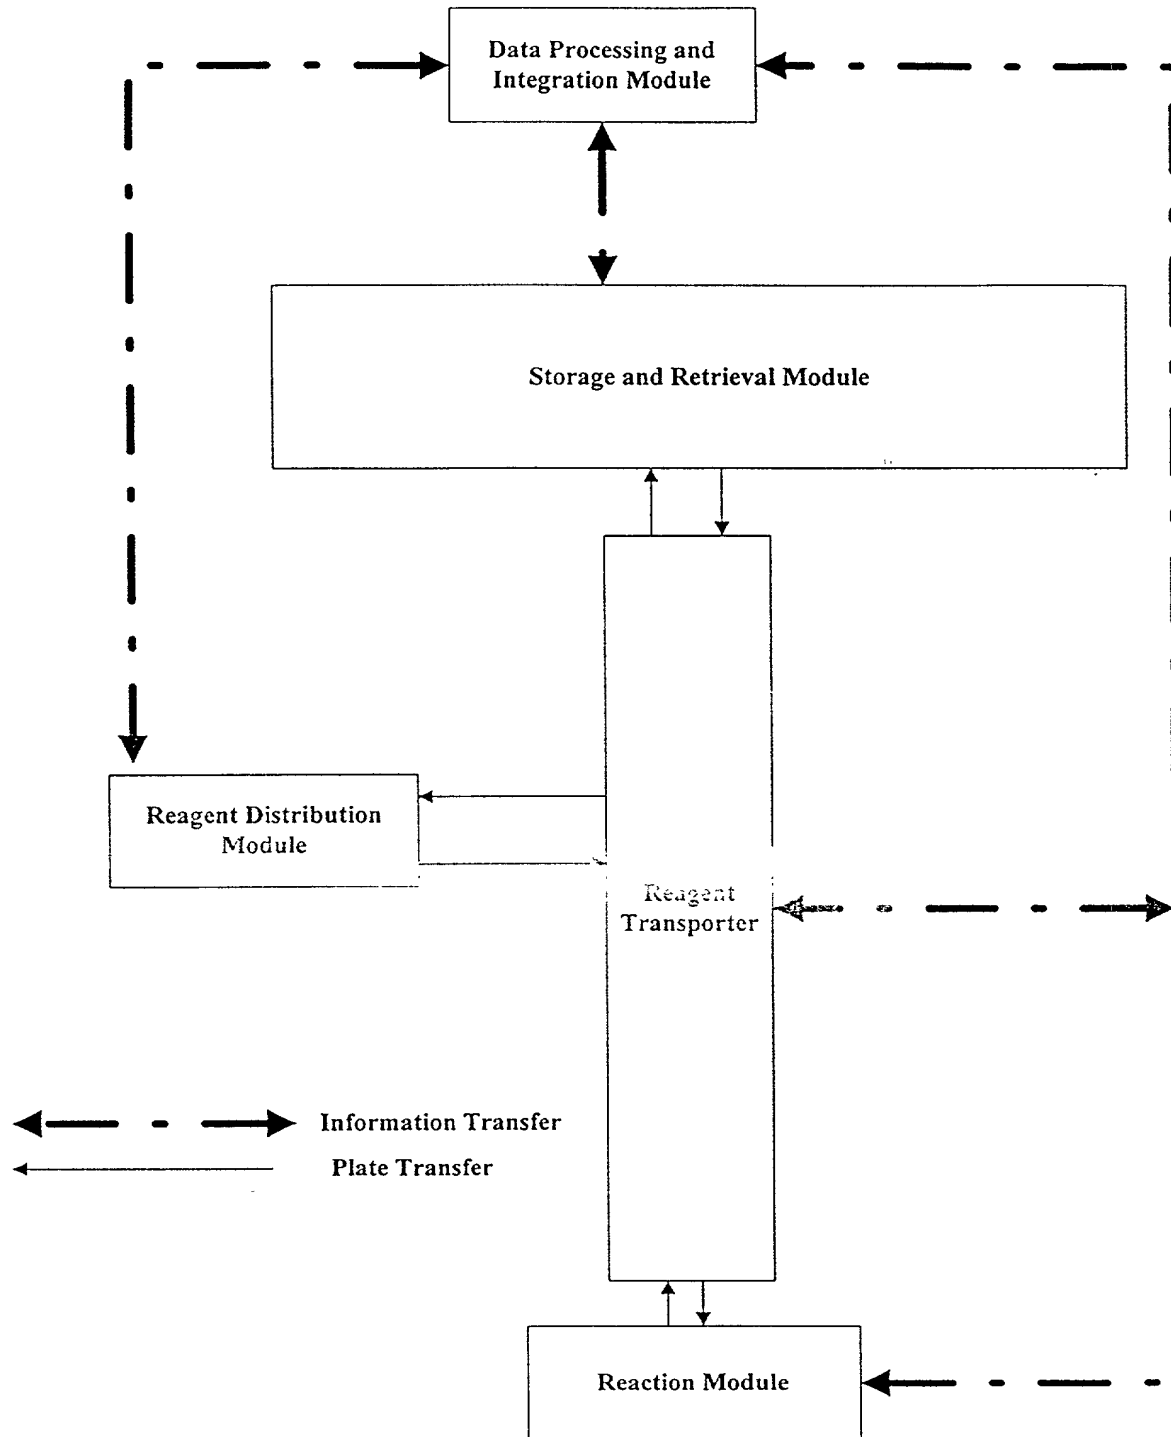 Data Processing and
Integration Module
Storage and Retrieval Module
Reagent Distribution
Module
Reagent
Transporter
Information Transfer
Plate Transfer
Reaction Module